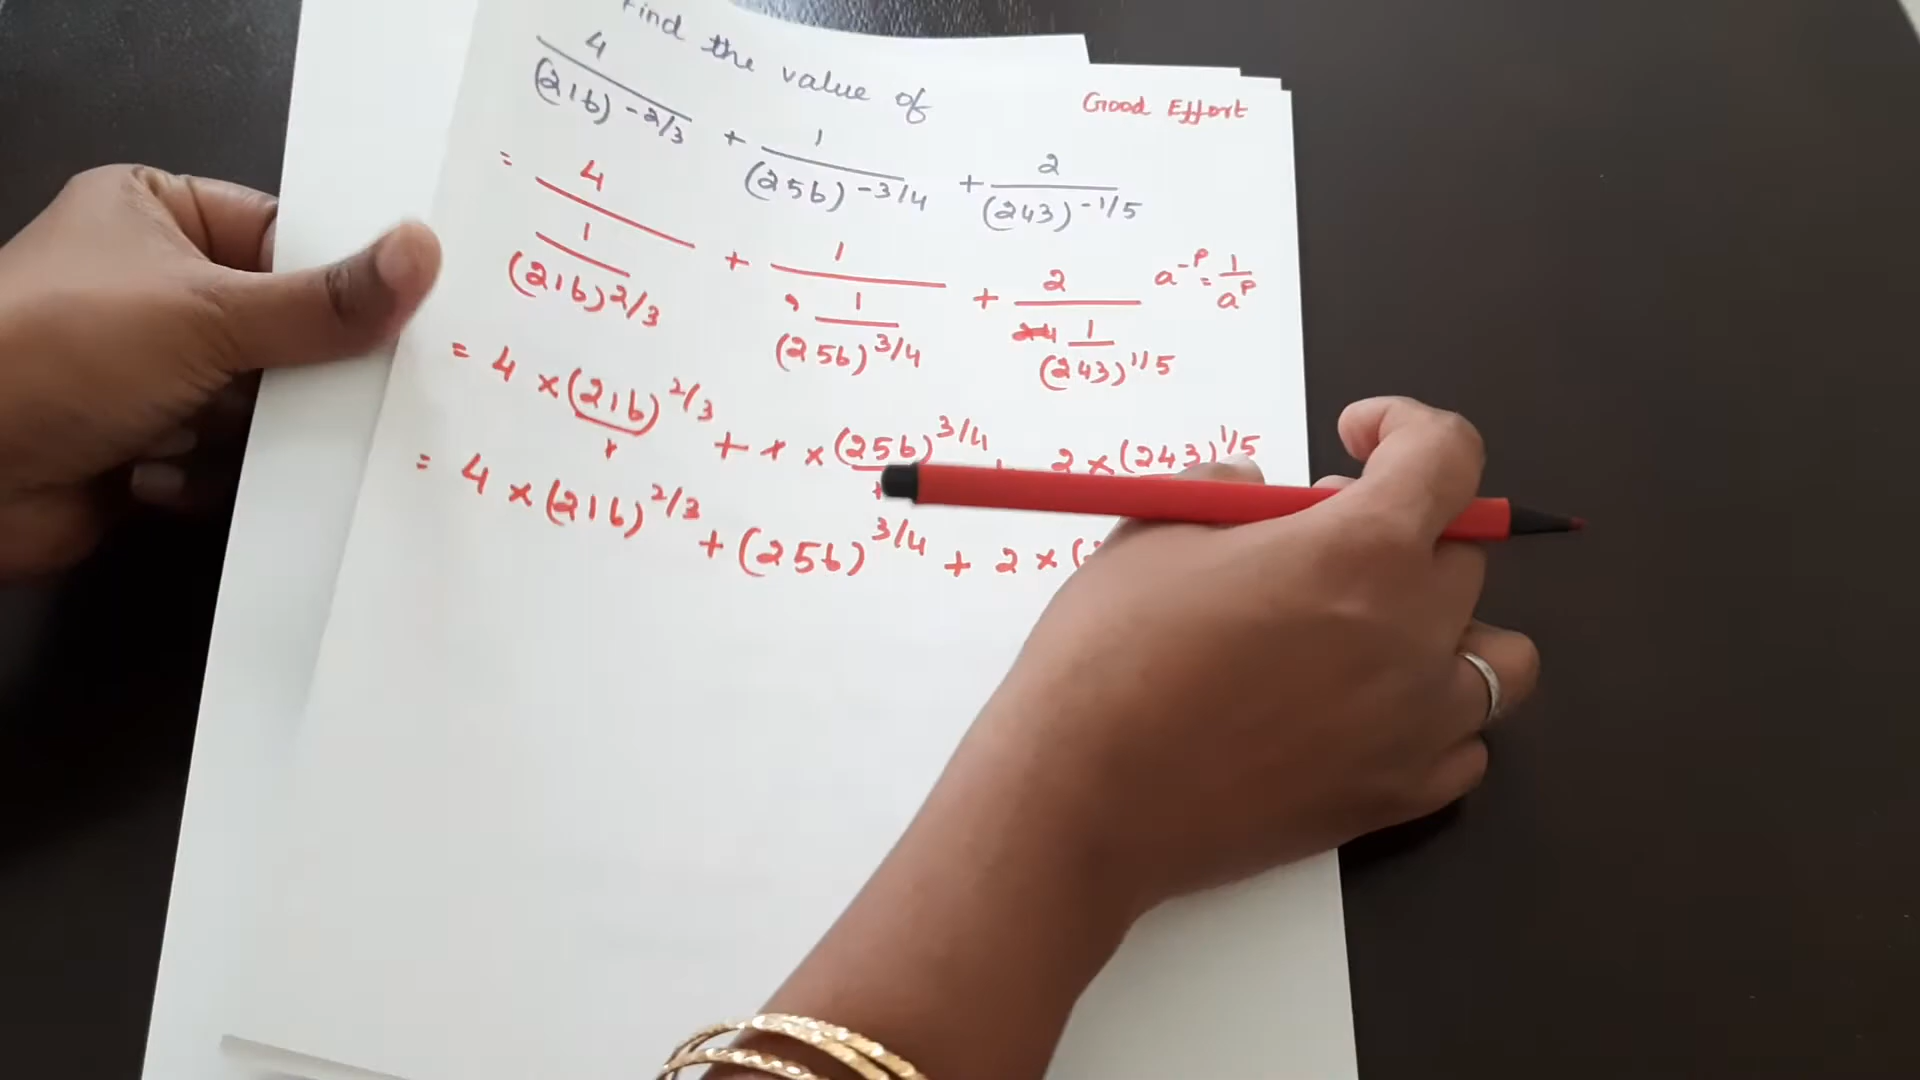 Find the value of
Good Effort
4/(216)^-2/3 + 1/(256)^-3/4 + 2/(243)^-1/5
= 4/(1/(216)^2/3) + 1/(1/(256)^3/4) + 2/(1/(243)^1/5)
a^-p = 1/a^p
= 4 × (216)^2/3 / 1 + 1 × (256)^3/4 / 1 + 2 × (243)^1/5
= 4 × (216)^2/3 + (256)^3/4 + 2 × (